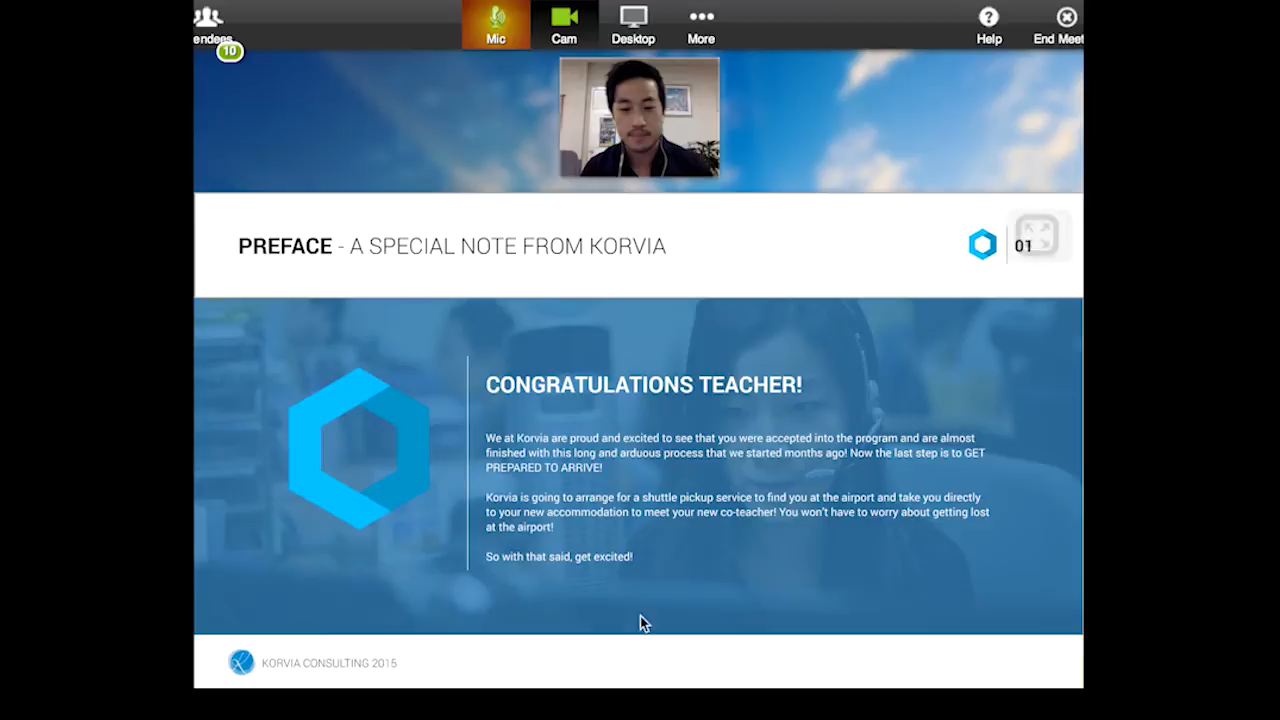 endees
10
Mic
Cam
Desktop
More
Help
End Meet
PREFACE - A SPECIAL NOTE FROM KORVIA
01
CONGRATULATIONS TEACHER!
We at Korvia are proud and excited to see that you were accepted into the program and are almost
finished with this long and arduous process that we started months ago! Now the last step is to GET
PREPARED TO ARRIVE!
Korvia is going to arrange for a shuttle pickup service to find you at the airport and take you directly
to your new accommodation to meet your new co-teacher! You won't have to worry about getting lost
at the airport!
So with that said, get excited!
KORVIA CONSULTING 2015